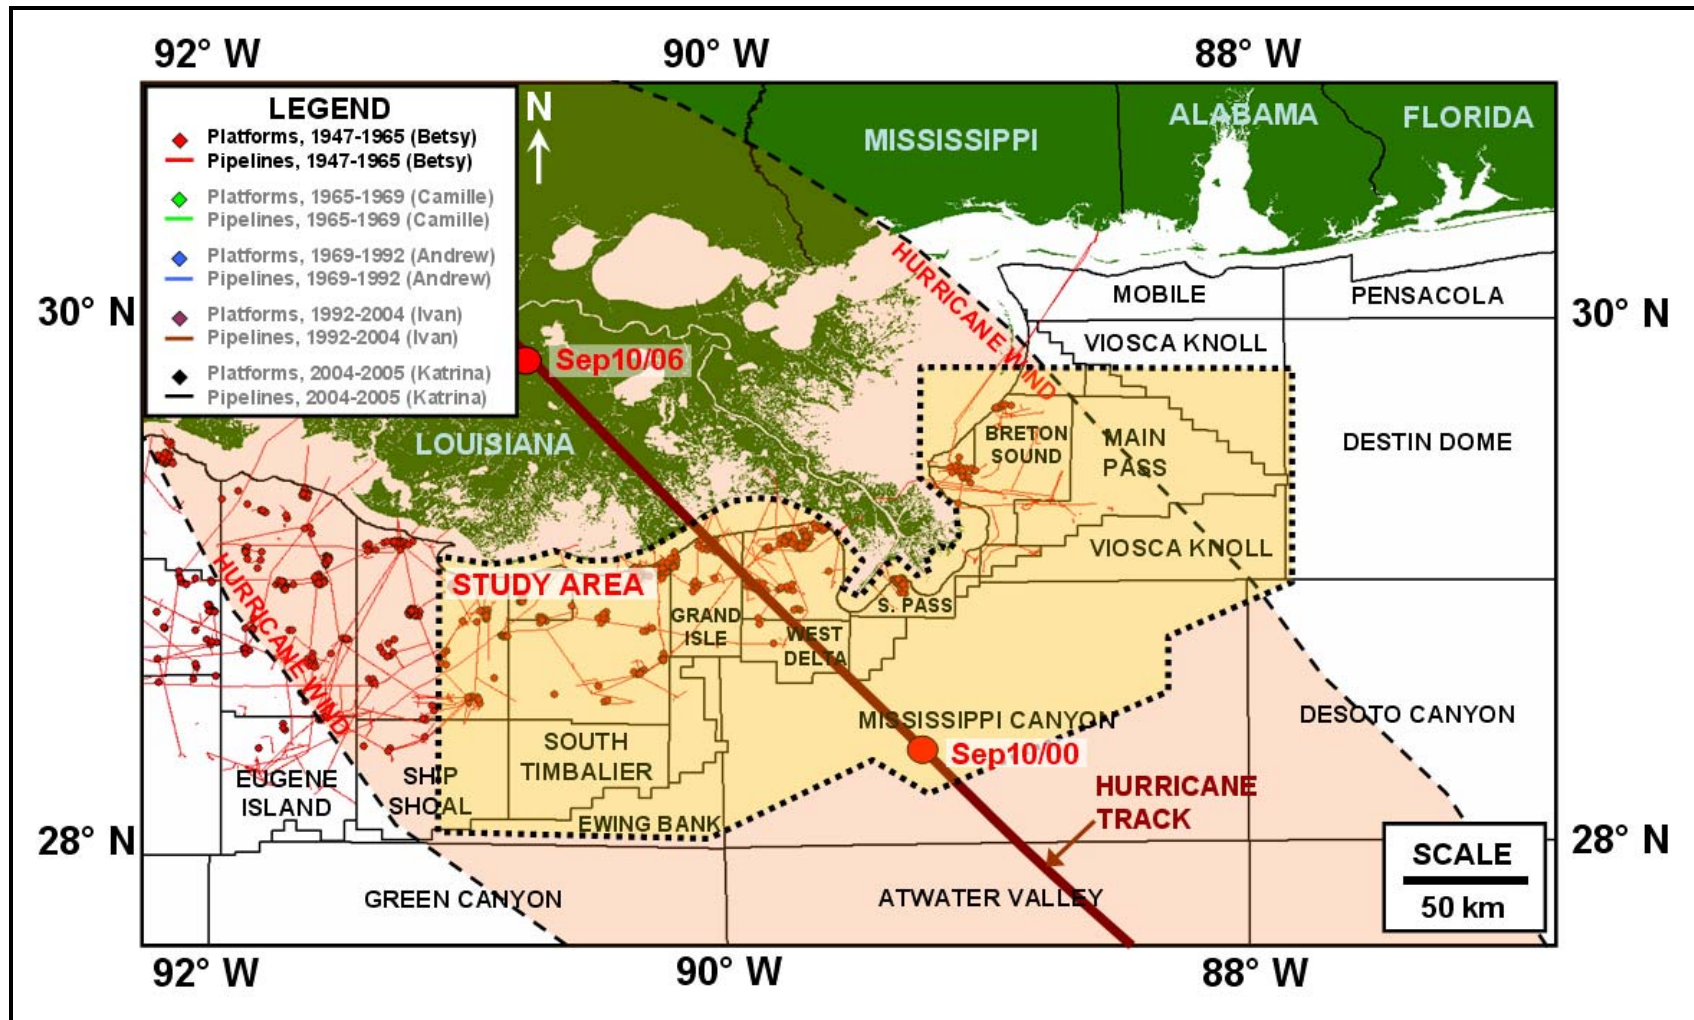 92° W 90° W 88° W
LEGEND
Platforms, 1947-1965 (Betsy)
Pipelines, 1947-1965 (Betsy)
Platforms, 1965-1969 (Camille)
Pipelines, 1965-1969 (Camille)
Platforms, 1969-1992 (Andrew)
Pipelines, 1969-1992 (Andrew)
Platforms, 1992-2004 (Ivan)
Pipelines, 1992-2004 (Ivan)
Platforms, 2004-2005 (Katrina)
Pipelines, 2004-2005 (Katrina)
N
MISSISSIPPI
ALABAMA
FLORIDA
HURRICANE WIND
MOBILE
PENSACOLA
30° N
30° N
VIOSCA KNOLL
Sep10/06
LOUISIANA
BRETON
SOUND
MAIN
PASS
DESTIN DOME
VIOSCA KNOLL
STUDY AREA
HURRICANE WIND
GRAND
ISLE
S. PASS
WEST
DELTA
MISSISSIPPI CANYON
DESOTO CANYON
SOUTH
TIMBALIER
Sep10/00
EUGENE
ISLAND
SHIP
SHOAL
HURRICANE
TRACK
EWING BANK
28° N
28° N
SCALE
50 km
GREEN CANYON
ATWATER VALLEY
92° W 90° W 88° W